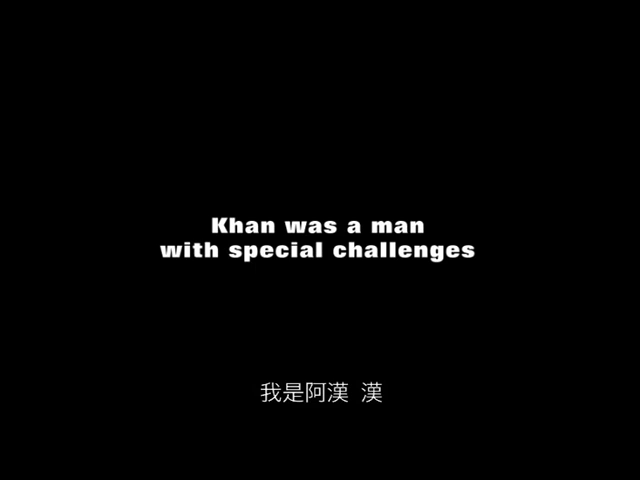 Khan was a man
with special challenges
我是阿漢 漢